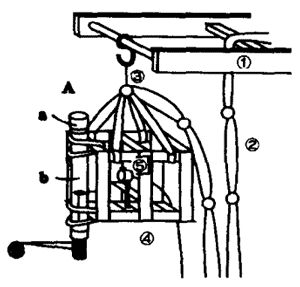 ①
③
A
a
②
⑤
b
④